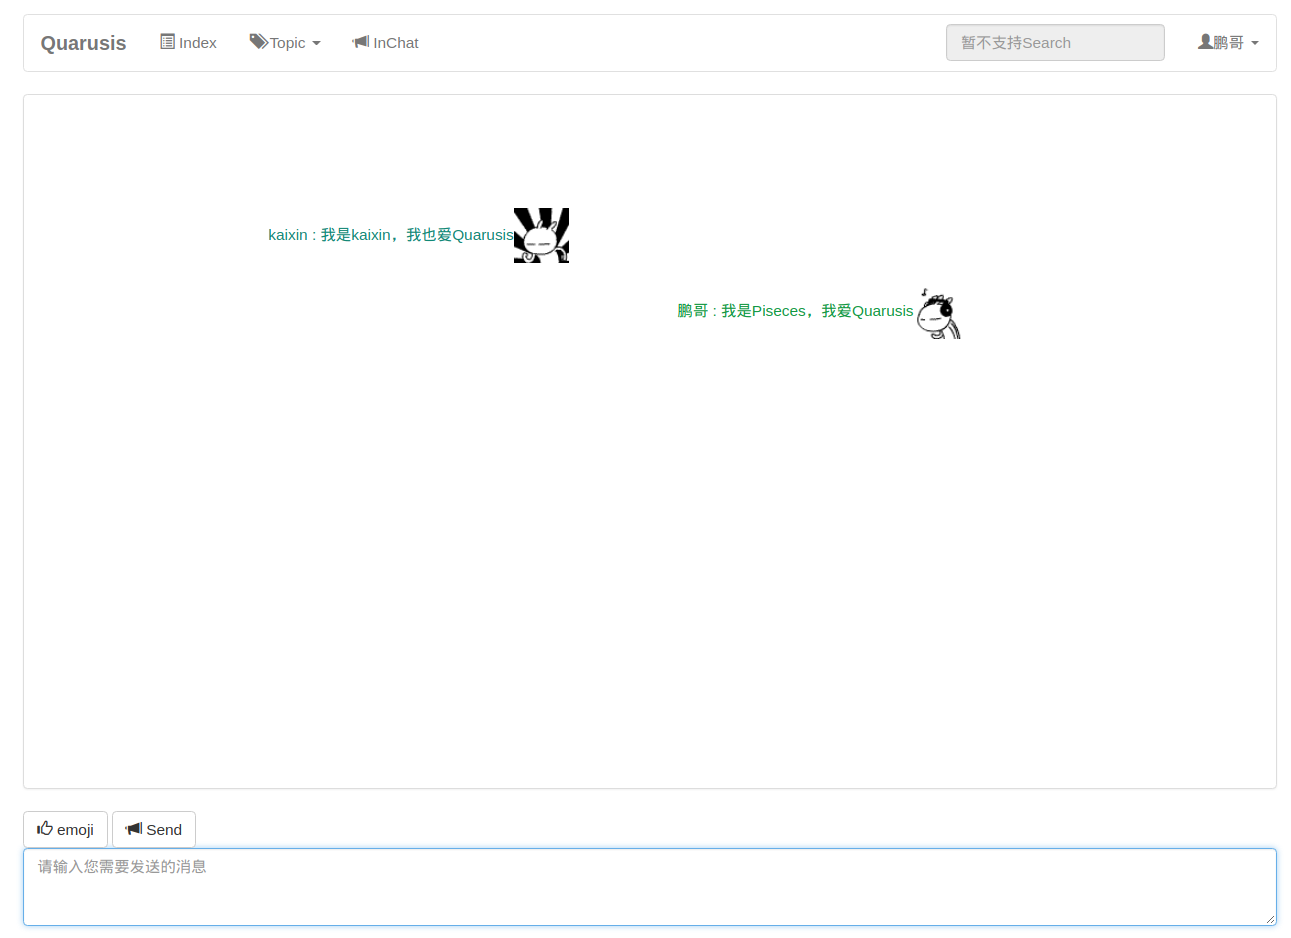 Quarusis Index Topic InChat 暂不支持Search 鹏哥
kaixin : 我是kaixin，我也爱Quarusis
鹏哥 : 我是Piseces，我爱Quarusis
emoji Send
请输入您需要发送的消息